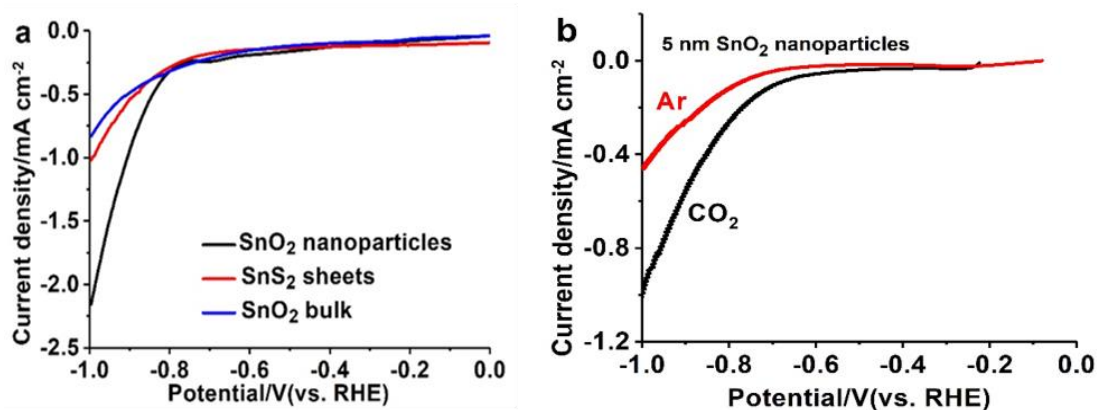 a
0.0
-0.5
-1.0
-1.5
-2.0
-2.5
Current density/mA cm⁻²
SnO₂ nanoparticles
SnS₂ sheets
SnO₂ bulk
-1.0 -0.8 -0.6 -0.4 -0.2 0.0
Potential/V(vs. RHE)
b
5 nm SnO₂ nanoparticles
0.0
-0.4
-0.8
-1.2
Current density/mA cm⁻²
Ar
CO₂
-1.0 -0.8 -0.6 -0.4 -0.2 0.0
Potential/V(vs. RHE)